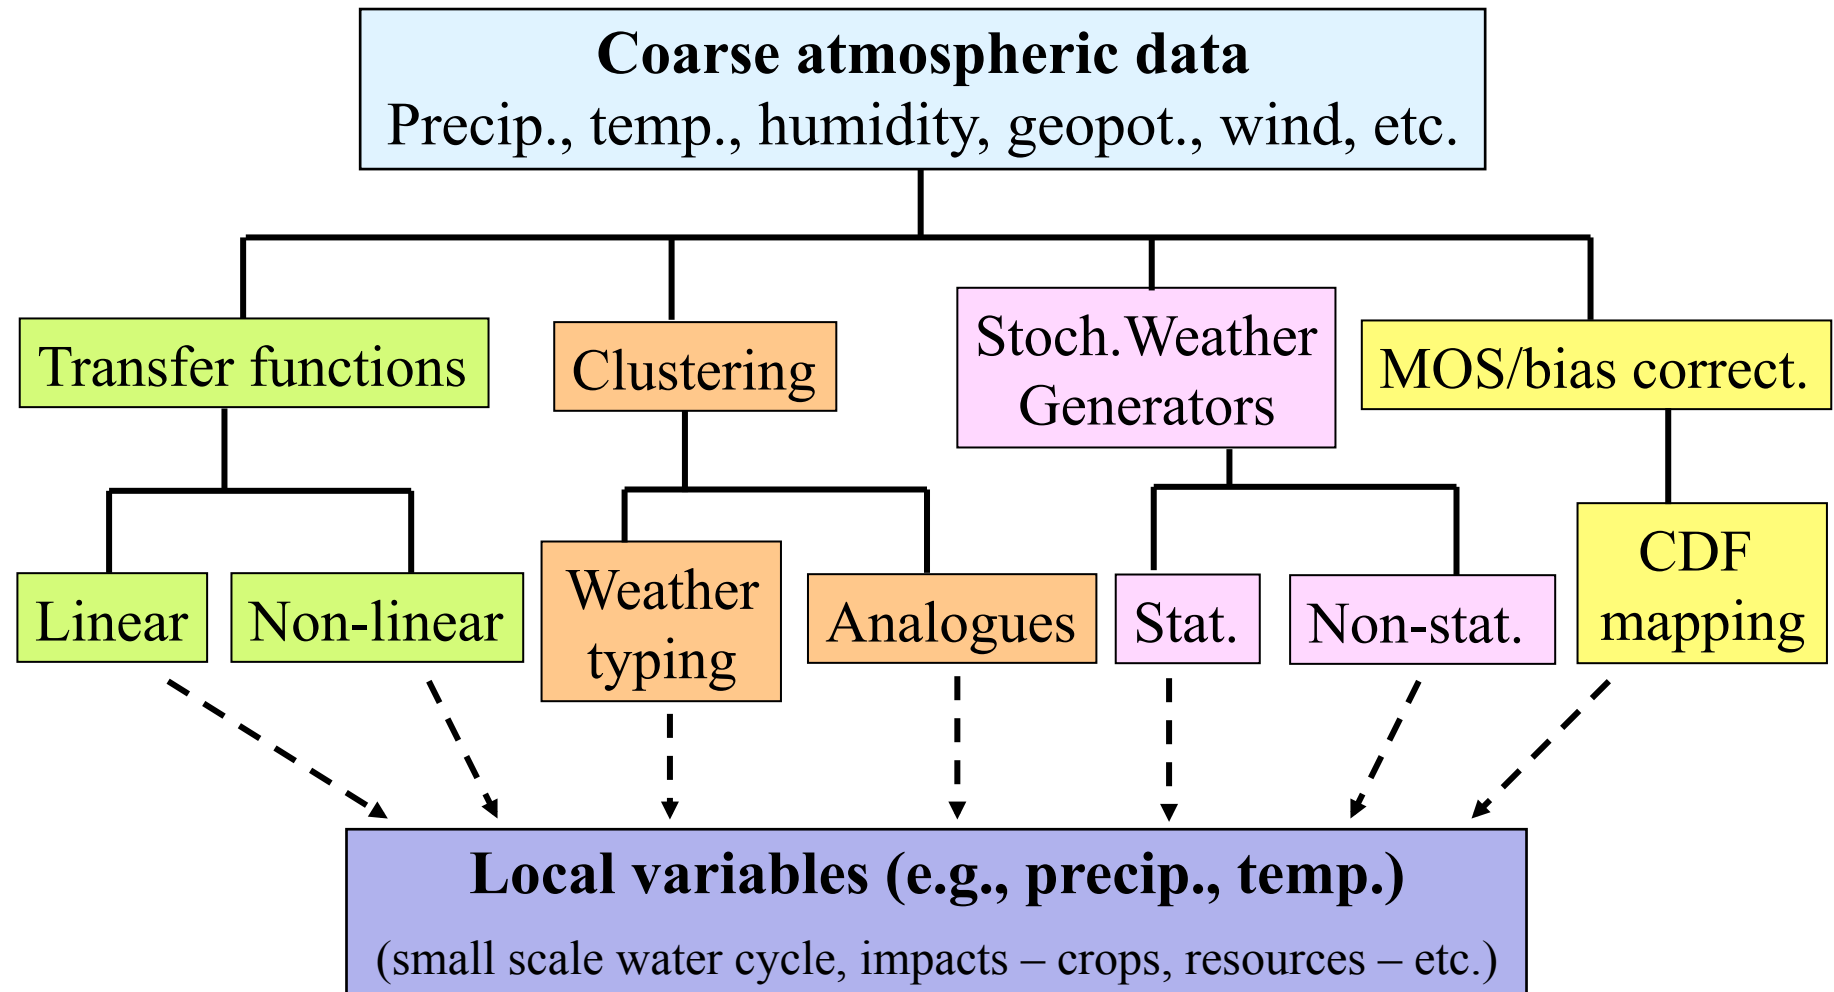 Coarse atmospheric data
Precip., temp., humidity, geopot., wind, etc.
Transfer functions
Clustering
Stoch.Weather
Generators
MOS/bias correct.
Linear
Non-linear
Weather
typing
Analogues
Stat.
Non-stat.
CDF
mapping
Local variables (e.g., precip., temp.)
(small scale water cycle, impacts – crops, resources – etc.)